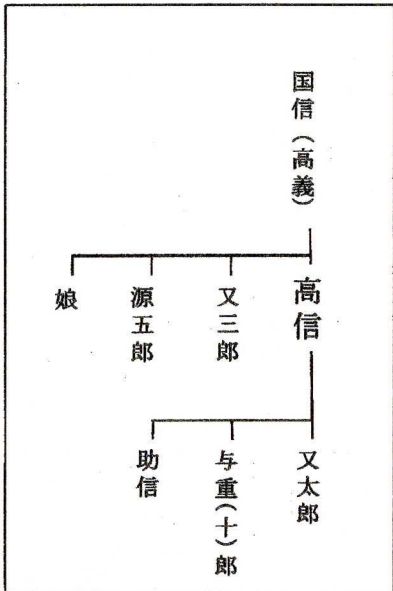 国信（高義）
高信
又三郎
源五郎
娘
又太郎
与重（十）郎
助信